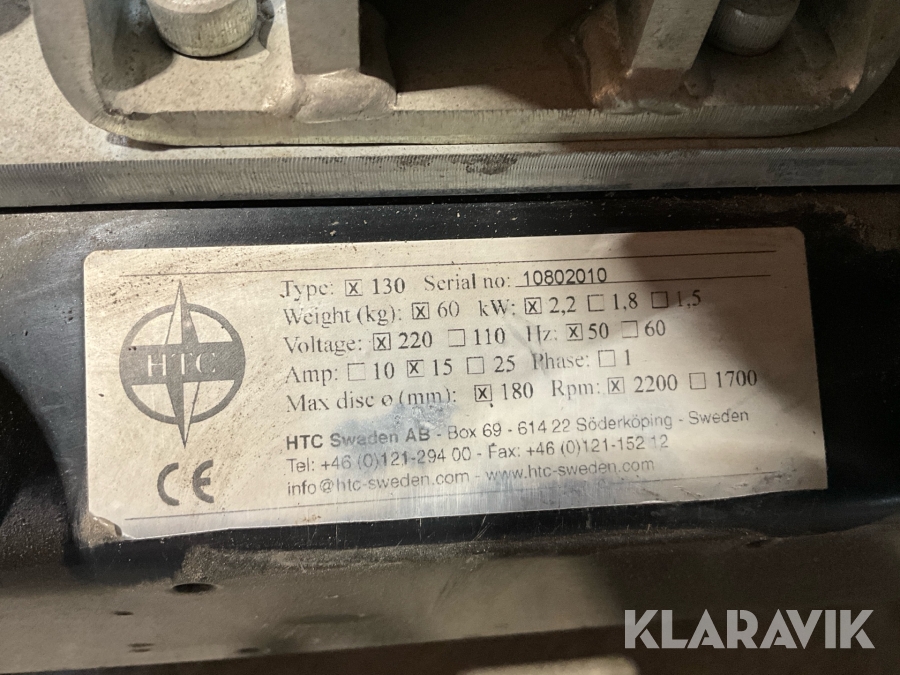 HTC
CE
Type: ☒ 130 Serial no: 10802010
Weight (kg): ☒ 60 kW: ☒ 2,2 ☐ 1,8 ☐ 1,5
Voltage: ☒ 220 ☐ 110 Hz: ☒ 50 ☐ 60
Amp: ☐ 10 ☒ 15 ☐ 25 Phase: ☐ 1
Max disc o (mm): ☒ 180 Rpm: ☒ 2200 ☐ 1700
HTC Sweden AB - Box 69 - 614 22 Söderköping - Sweden
Tel: +46 (0)121-294 00 - Fax: +46 (0)121-152 12
info@htc-sweden.com - www.htc-sweden.com
KLARAVIK